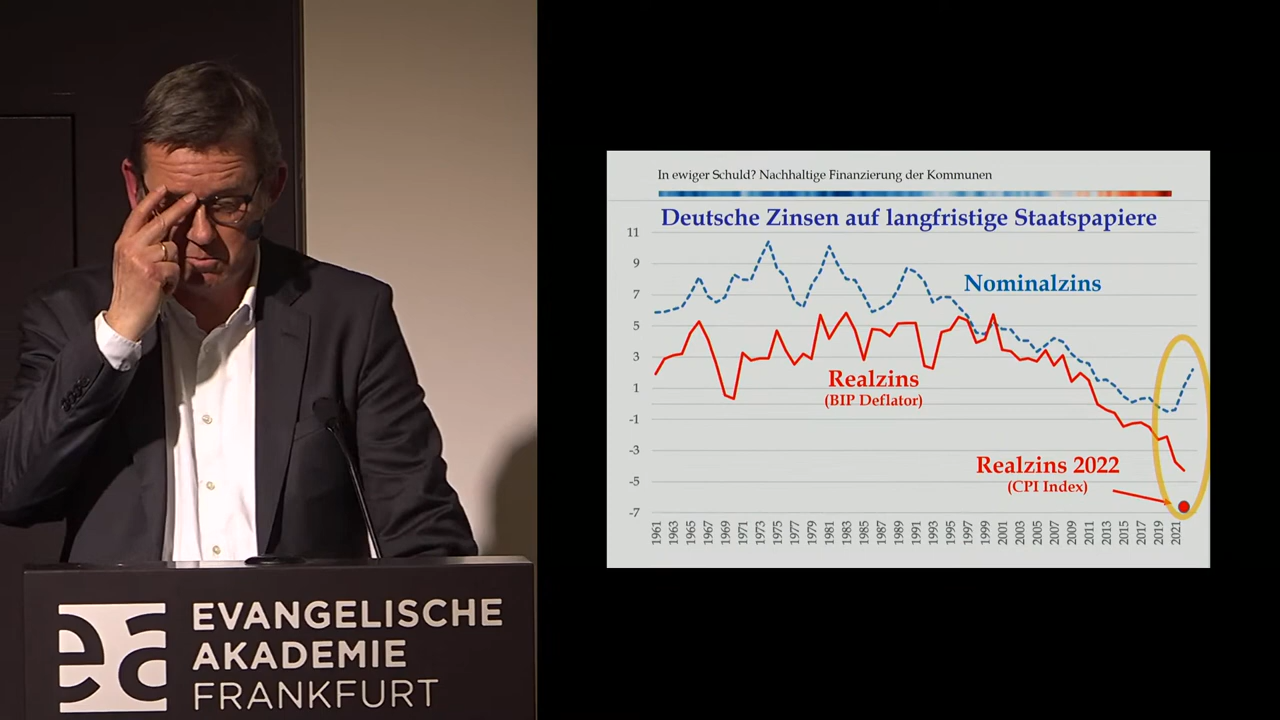 ea
EVANGELISCHE
AKADEMIE
FRANKFURT
In ewiger Schuld? Nachhaltige Finanzierung der Kommunen
Deutsche Zinsen auf langfristige Staatspapiere
11
9
7
5
3
1
-1
-3
-5
-7
Nominalzins
Realzins
(BIP Deflator)
Realzins 2022
(CPI Index)
1961 1963 1965 1967 1969 1971 1973 1975 1977 1979 1981 1983 1985 1987 1989 1991 1993 1995 1997 1999 2001 2003 2005 2007 2009 2011 2013 2015 2017 2019 2021